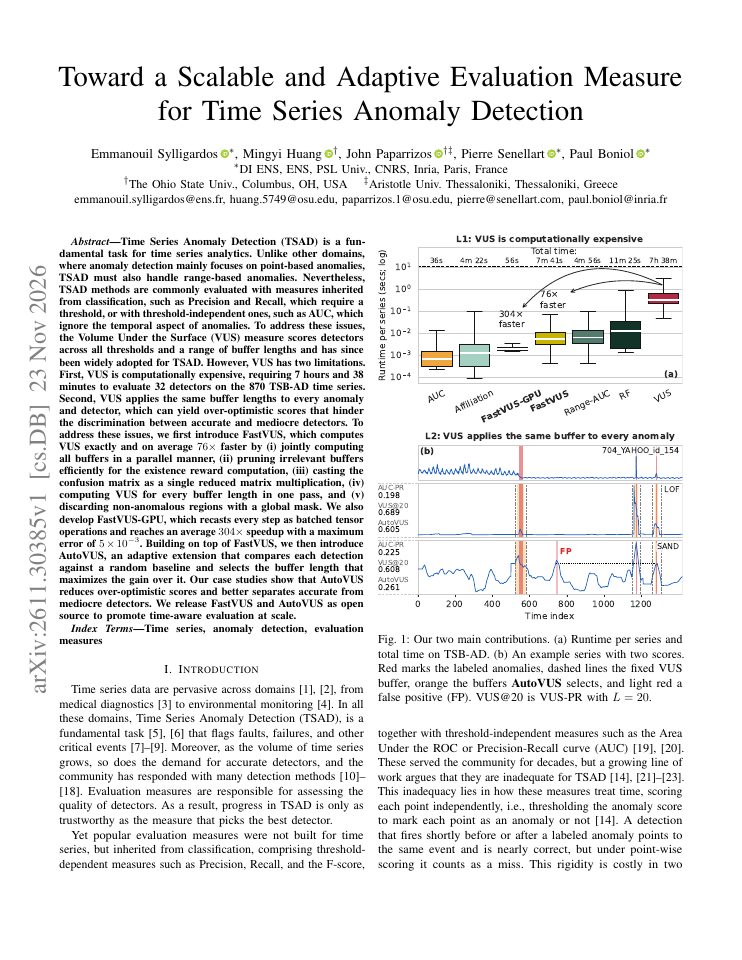 Toward a Scalable and Adaptive Evaluation Measure
for Time Series Anomaly Detection
Emmanouil Sylligardos *, Mingyi Huang †, John Paparrizos †‡, Pierre Senellart *, Paul Boniol *
*DI ENS, ENS, PSL Univ., CNRS, Inria, Paris, France
†The Ohio State Univ., Columbus, OH, USA ‡Aristotle Univ. Thessaloniki, Thessaloniki, Greece
emmanouil.sylligardos@ens.fr, huang.5749@osu.edu, paparrizos.1@osu.edu, pierre@senellart.com, paul.boniol@inria.fr
arXiv:2611.30385v1 [cs.DB] 23 Nov 2026
Abstract—Time Series Anomaly Detection (TSAD) is a fun-
damental task for time series analytics. Unlike other domains,
where anomaly detection mainly focuses on point-based anomalies,
TSAD must also handle range-based anomalies. Nevertheless,
TSAD methods are commonly evaluated with measures inherited
from classification, such as Precision and Recall, which require a
threshold, or with threshold-independent ones, such as AUC, which
ignore the temporal aspect of anomalies. To address these issues,
the Volume Under the Surface (VUS) measure scores detectors
across all thresholds and a range of buffer lengths and has since
been widely adopted for TSAD. However, VUS has two limitations.
First, VUS is computationally expensive, requiring 7 hours and 38
minutes to evaluate 32 detectors on the 870 TSB-AD time series.
Second, VUS applies the same buffer lengths to every anomaly
and detector, which can yield over-optimistic scores that hinder
the discrimination between accurate and mediocre detectors. To
address these issues, we first introduce FastVUS, which computes
VUS exactly and on average 76× faster by (i) jointly computing
all buffers in a parallel manner, (ii) pruning irrelevant buffers
efficiently for the existence reward computation, (iii) casting the
confusion matrix as a single reduced matrix multiplication, (iv)
computing VUS for every buffer length in one pass, and (v)
discarding non-anomalous regions with a global mask. We also
develop FastVUS-GPU, which recasts every step as batched tensor
operations and reaches an average 304× speedup with a maximum
error of 5 × 10⁻³. Building on top of FastVUS, we then introduce
AutoVUS, an adaptive extension that compares each detection
against a random baseline and selects the buffer length that
maximizes the gain over it. Our case studies show that AutoVUS
reduces over-optimistic scores and better separates accurate from
mediocre detectors. We release FastVUS and AutoVUS as open
source to promote time-aware evaluation at scale.
Index Terms—Time series, anomaly detection, evaluation
measures
I. INTRODUCTION
Time series data are pervasive across domains [1], [2], from
medical diagnostics [3] to environmental monitoring [4]. In all
these domains, Time Series Anomaly Detection (TSAD), is a
fundamental task [5], [6] that flags faults, failures, and other
critical events [7]–[9]. Moreover, as the volume of time series
grows, so does the demand for accurate detectors, and the
community has responded with many detection methods [10]–
[18]. Evaluation measures are responsible for assessing the
quality of detectors. As a result, progress in TSAD is only as
trustworthy as the measure that picks the best detector.
Yet popular evaluation measures were not built for time
series, but inherited from classification, comprising threshold-
dependent measures such as Precision, Recall, and the F-score,
L1: VUS is computationally expensive
Total time:
36s 4m 22s 56s 7m 41s 4m 56s 11m 25s 7h 38m
Runtime per series (secs; log)
10¹
10⁰
10⁻¹
10⁻²
10⁻³
10⁻⁴
304×
faster
76×
faster
(a)
AUC
Affiliation
FastVUS-GPU
FastVUS
Range-AUC
RF
VUS
L2: VUS applies the same buffer to every anomaly
(b)
704_YAHOO_id_154
AUC-PR
0.198
VUS@20
0.689
AutoVUS
0.605
LOF
AUC-PR
0.225
VUS@20
0.608
AutoVUS
0.261
FP
SAND
0 200 400 600 800 1000 1200
Time index
Fig. 1: Our two main contributions. (a) Runtime per series and
total time on TSB-AD. (b) An example series with two scores.
Red marks the labeled anomalies, dashed lines the fixed VUS
buffer, orange the buffers AutoVUS selects, and light red a
false positive (FP). VUS@20 is VUS-PR with L = 20.
together with threshold-independent measures such as the Area
Under the ROC or Precision-Recall curve (AUC) [19], [20].
These served the community for decades, but a growing line of
work argues that they are inadequate for TSAD [14], [21]–[23].
This inadequacy lies in how these measures treat time, scoring
each point independently, i.e., thresholding the anomaly score
to mark each point as an anomaly or not [14]. A detection
that fires shortly before or after a labeled anomaly points to
the same event and is nearly correct, but under point-wise
scoring it counts as a miss. This rigidity is costly in two